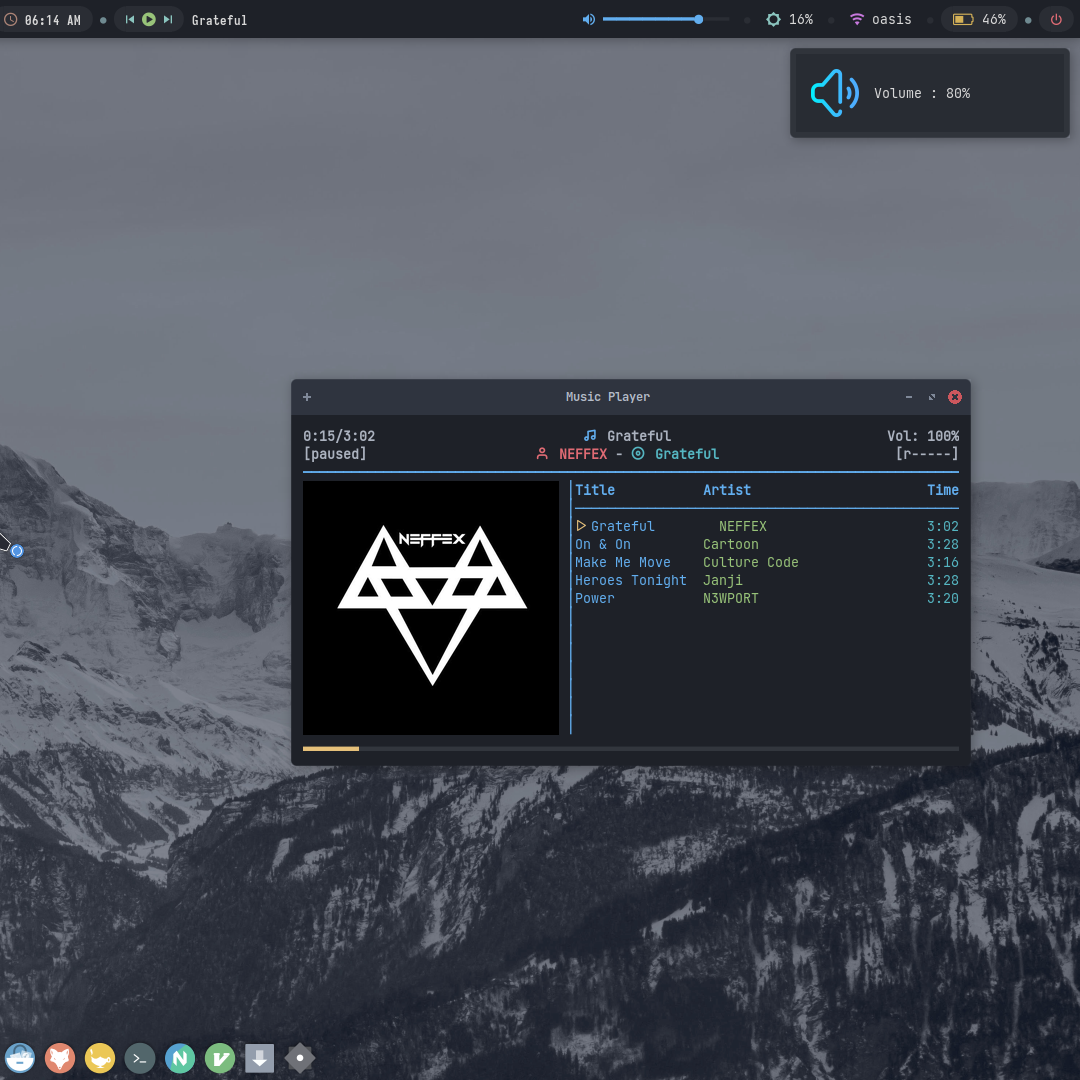 06:14 AM
Grateful
16%
oasis
46%
Volume : 80%
Music Player
0:15/3:02
Grateful
Vol: 100%
[paused]
NEFFEX - Grateful
[r-----]
NEFFEX
Title Artist Time
Grateful NEFFEX 3:02
On & On Cartoon 3:28
Make Me Move Culture Code 3:16
Heroes Tonight Janji 3:28
Power N3WPORT 3:20